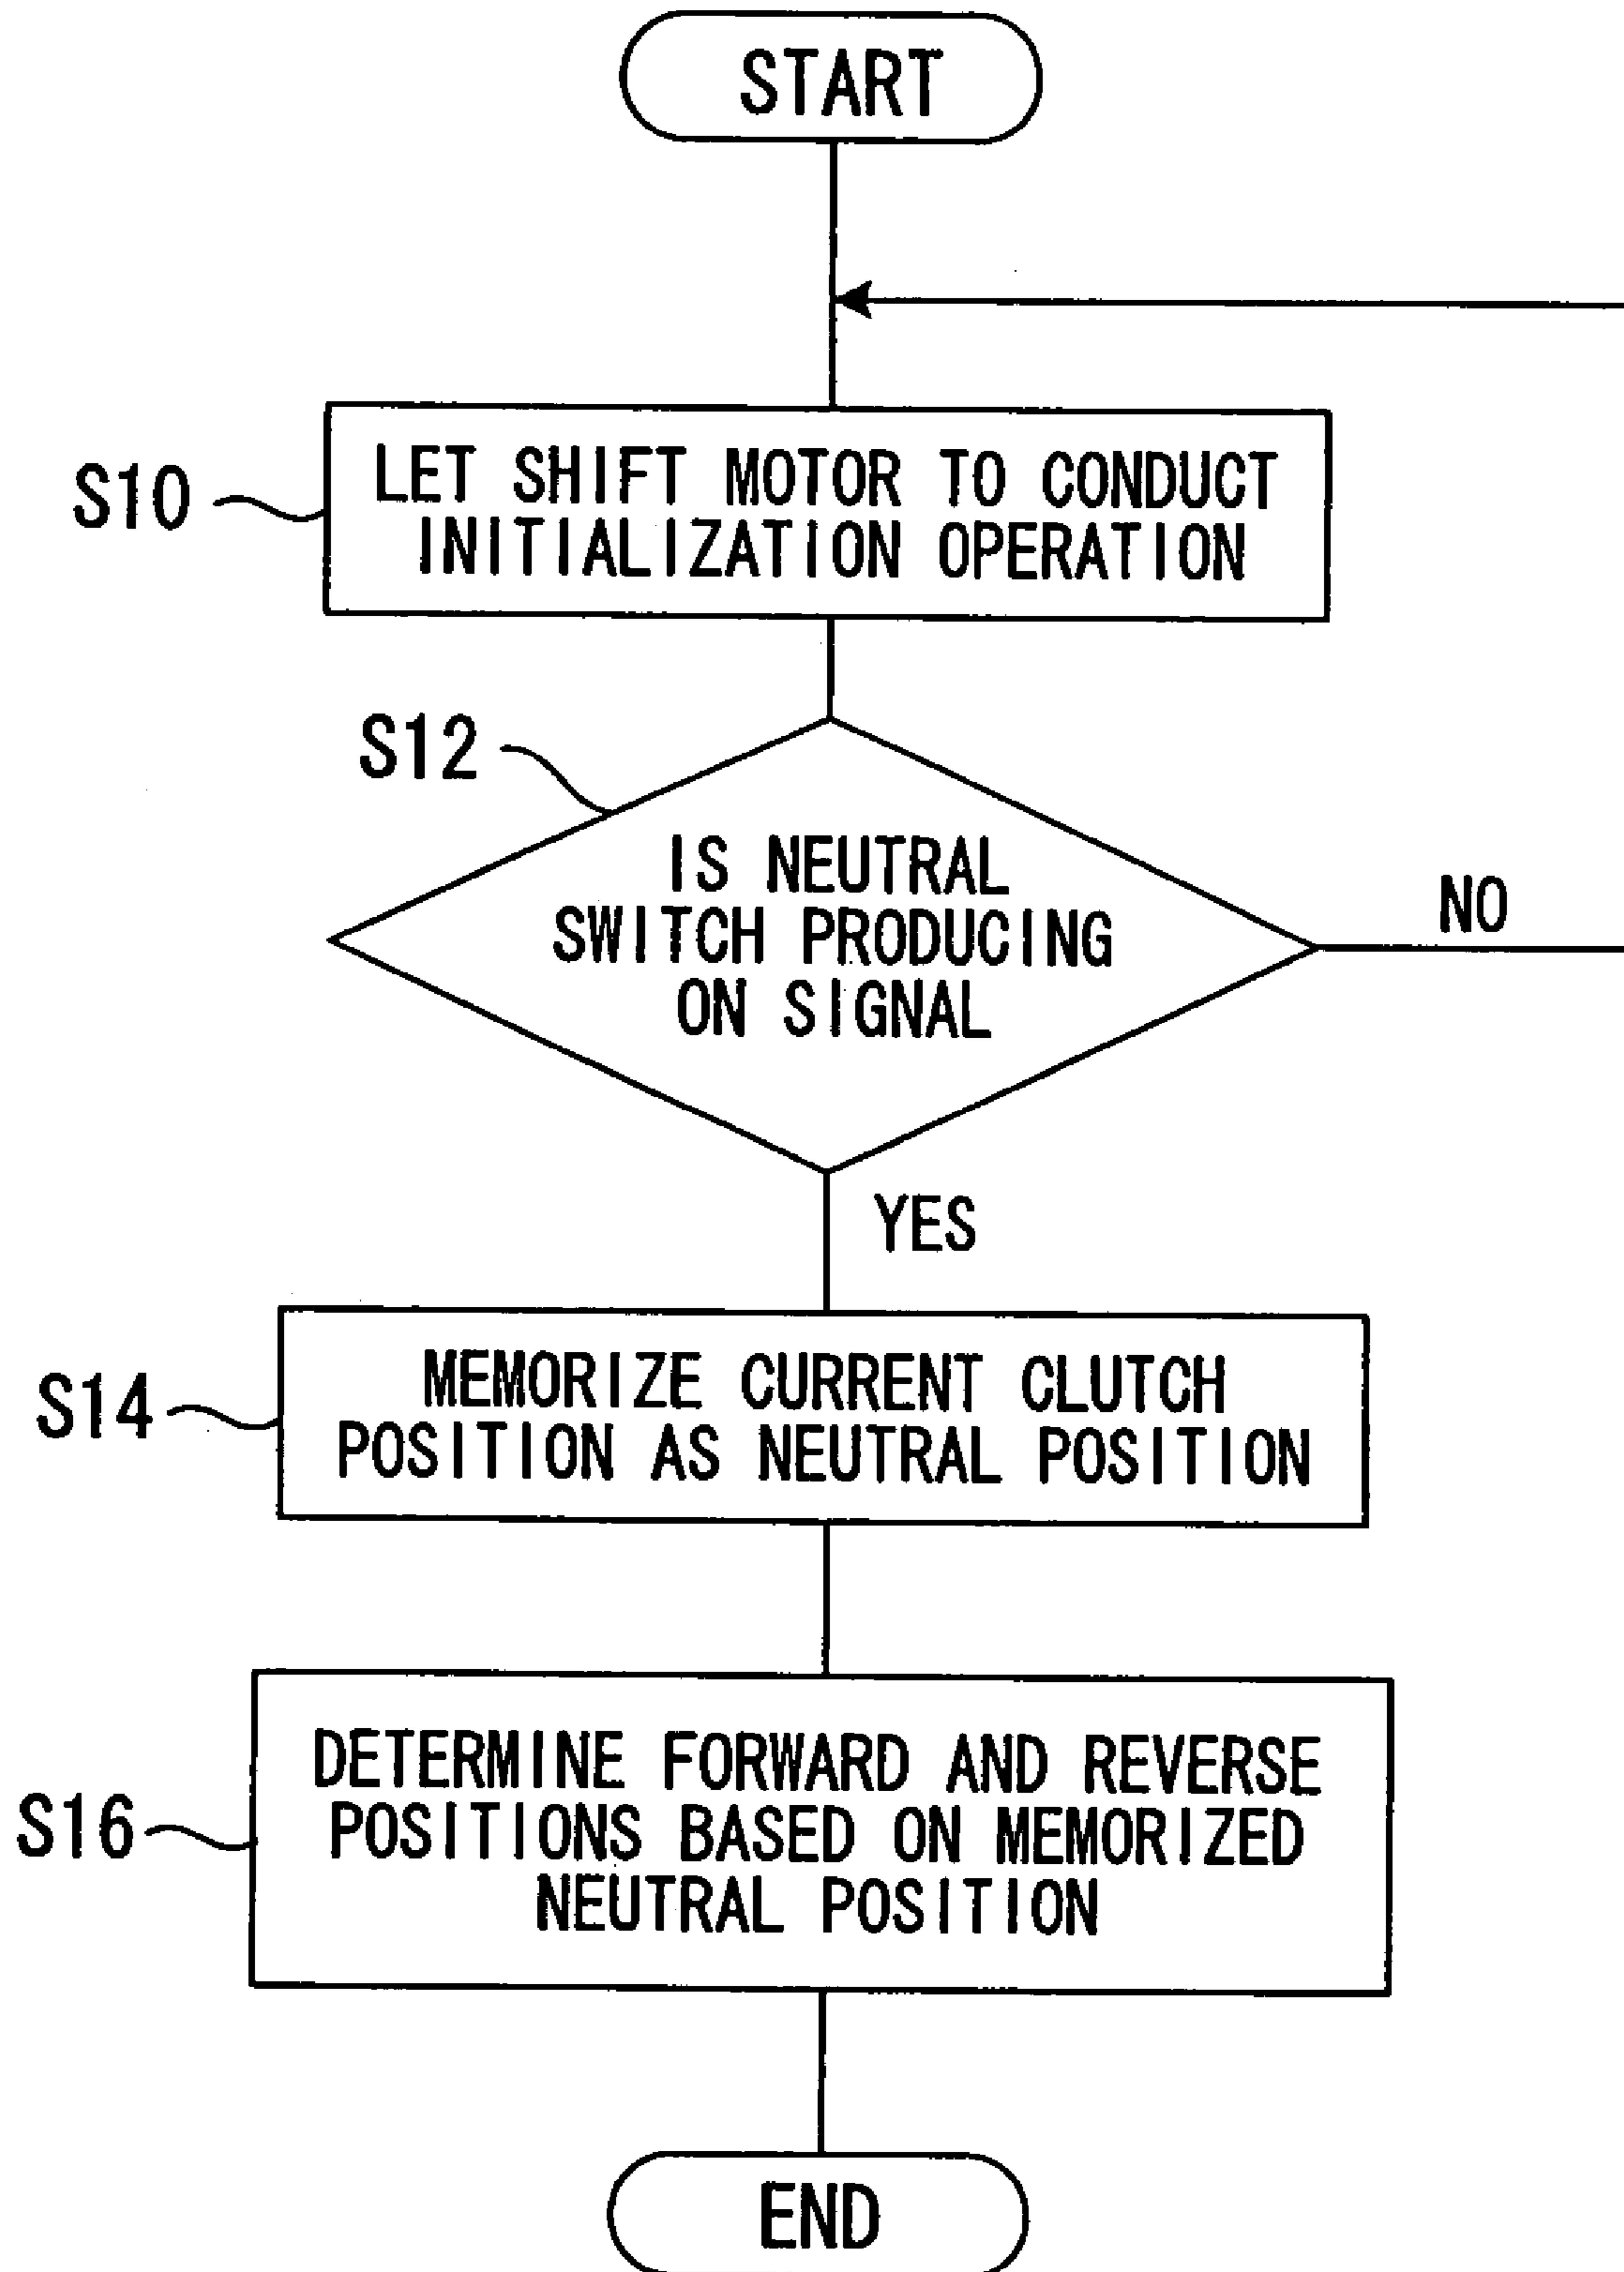 START
S10
LET SHIFT MOTOR TO CONDUCT
INITIALIZATION OPERATION
S12
IS NEUTRAL
SWITCH PRODUCING
ON SIGNAL
NO
YES
S14
MEMORIZE CURRENT CLUTCH
POSITION AS NEUTRAL POSITION
S16
DETERMINE FORWARD AND REVERSE
POSITIONS BASED ON MEMORIZED
NEUTRAL POSITION
END